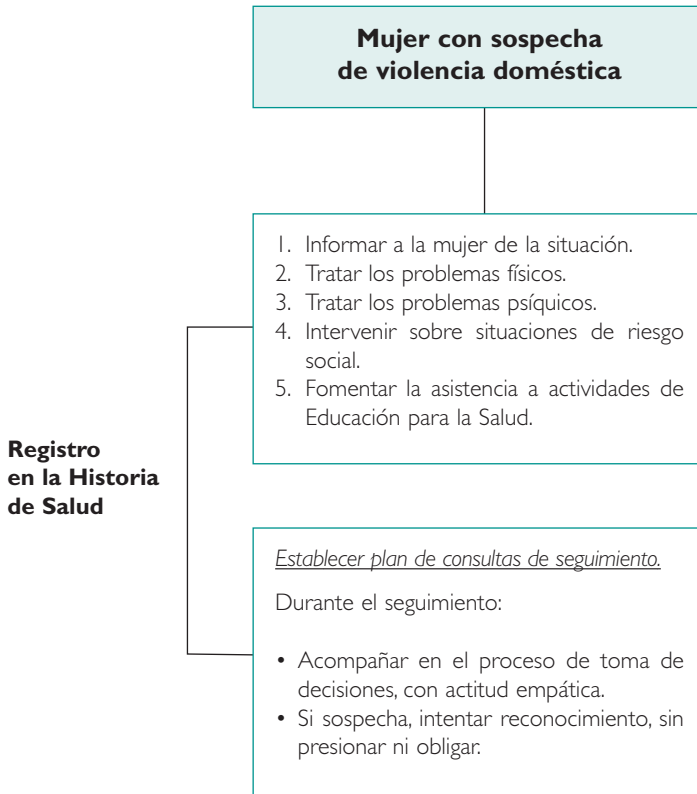 Mujer con sospecha
de violencia doméstica
1. Informar a la mujer de la situación.
2. Tratar los problemas físicos.
3. Tratar los problemas psíquicos.
4. Intervenir sobre situaciones de riesgo
social.
5. Fomentar la asistencia a actividades de
Educación para la Salud.
Registro
en la Historia
de Salud
Establecer plan de consultas de seguimiento.
Durante el seguimiento:
• Acompañar en el proceso de toma de
decisiones, con actitud empática.
• Si sospecha, intentar reconocimiento, sin
presionar ni obligar.